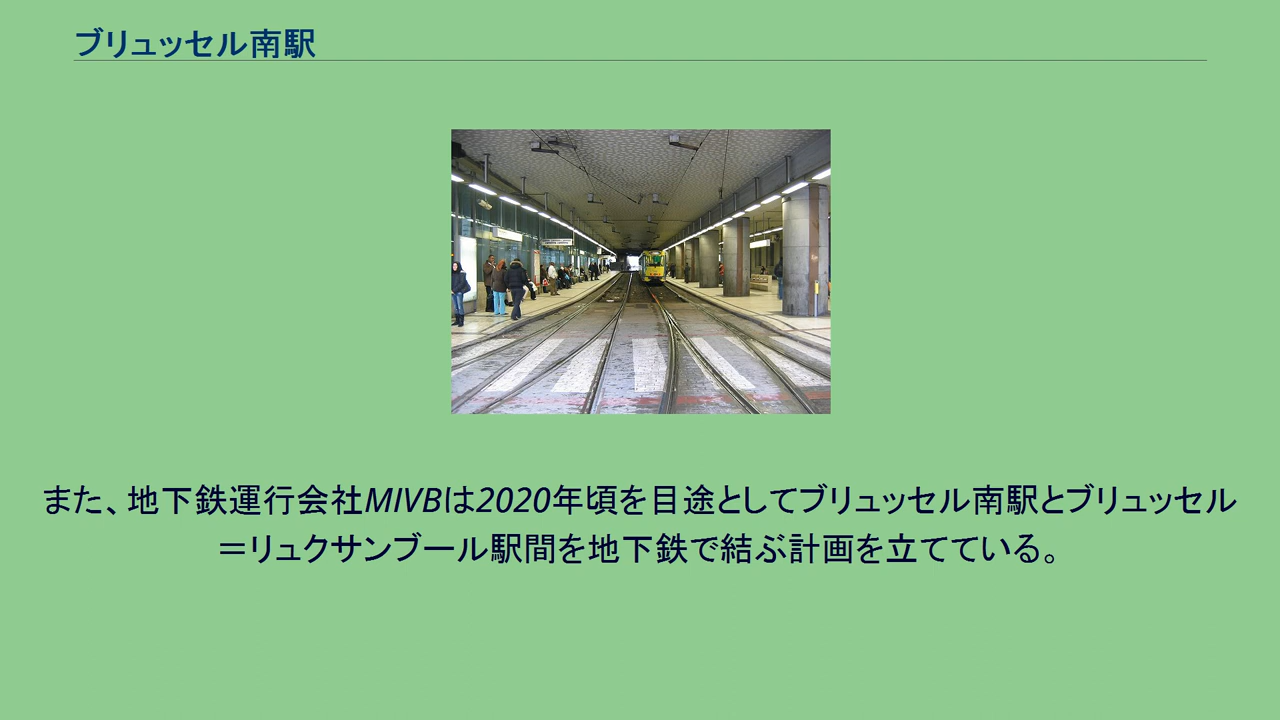 ブリュッセル南駅
また、地下鉄運行会社MIVBは2020年頃を目途としてブリュッセル南駅とブリュッセル
＝リュクサンブール駅間を地下鉄で結ぶ計画を立てている。